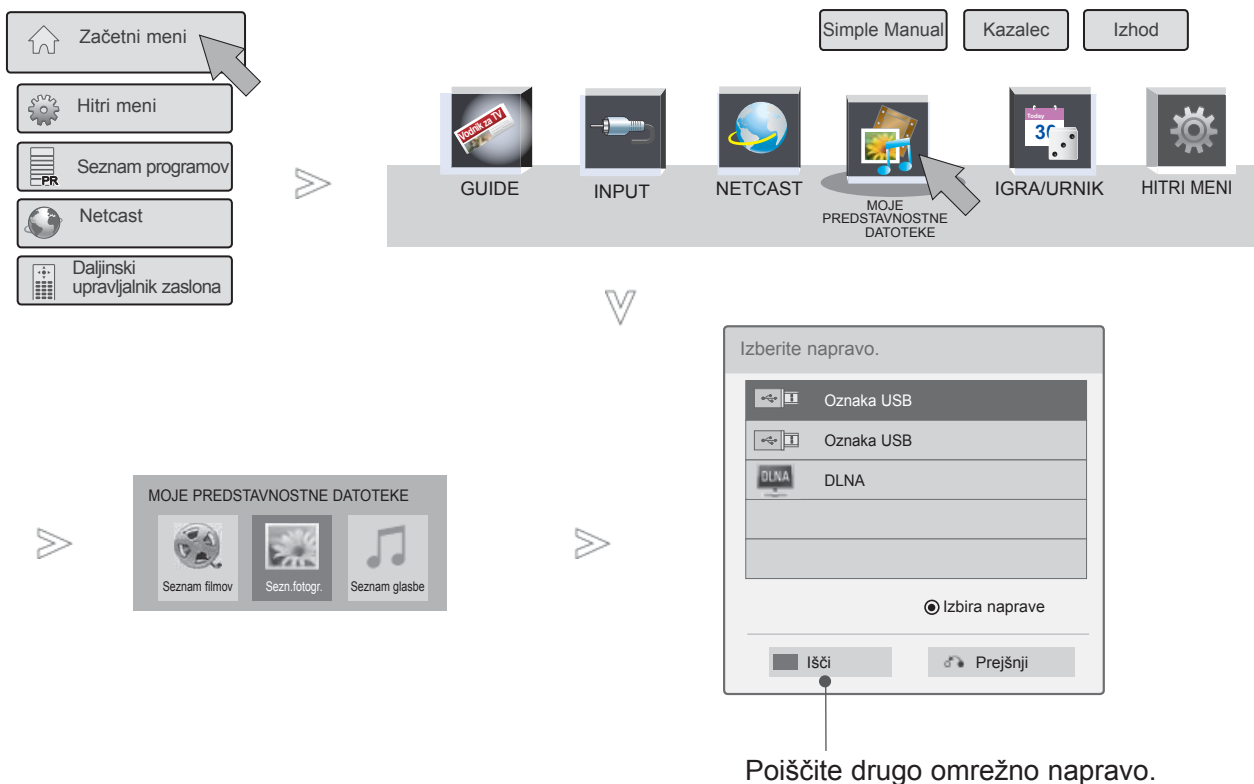 Začetni meni
Hitri meni
Seznam programov
PR
Netcast
Daljinski
upravljalnik zaslona
Simple Manual
Kazalec
Izhod
Vodnik za TV
Today
30
GUIDE
INPUT
NETCAST
MOJE
PREDSTAVNOSTNE
DATOTEKE
IGRA/URNIK
HITRI MENI
MOJE PREDSTAVNOSTNE DATOTEKE
Seznam filmov
Sezn.fotogr.
Seznam glasbe
Izberite napravo.
Oznaka USB
Oznaka USB
DLNA
DLNA
Izbira naprave
Išči
Prejšnji
Poiščite drugo omrežno napravo.